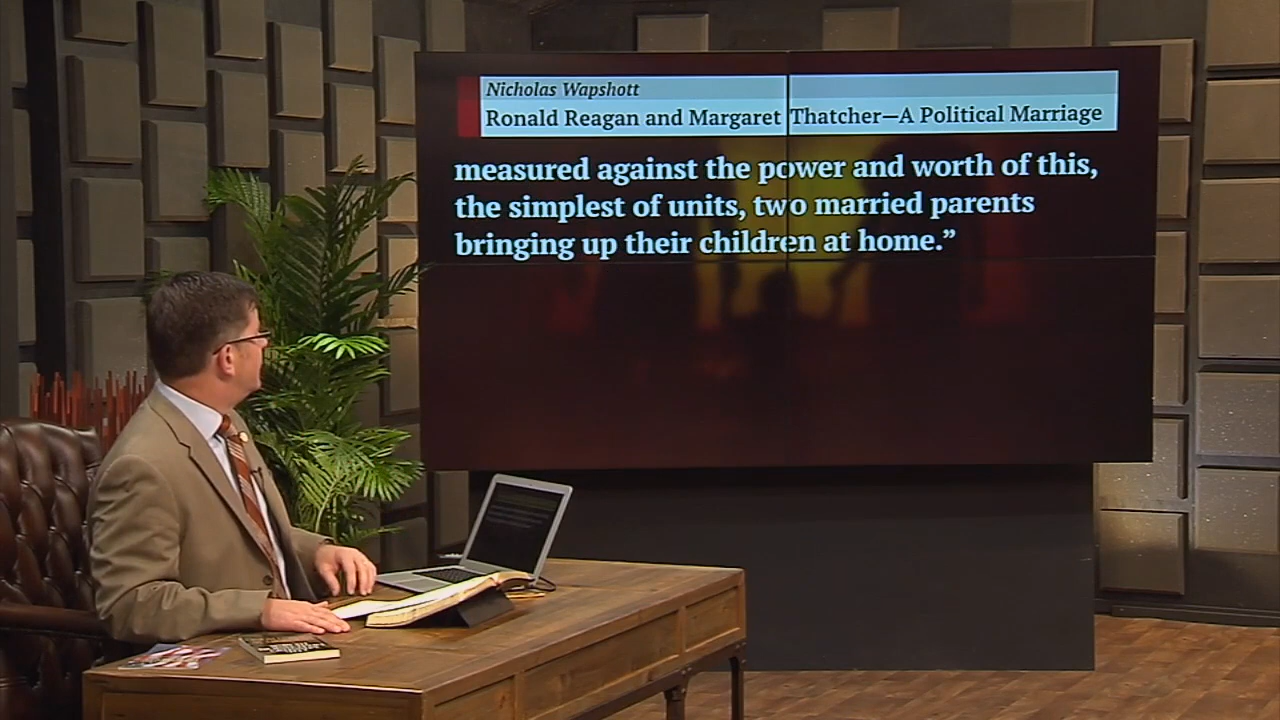 Nicholas Wapshott
Ronald Reagan and Margaret Thatcher—A Political Marriage
measured against the power and worth of this,
the simplest of units, two married parents
bringing up their children at home.”